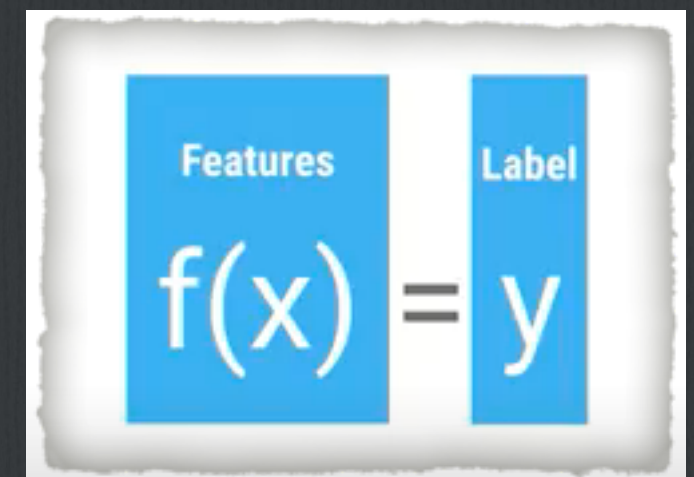 Features Label
f(x) = y